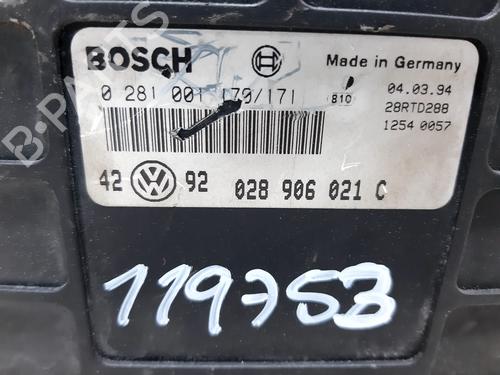 BOSCH Made in Germany
0 281 001 170/171 810 04.03.94
28RTD288
1254 0057
42 VW 92 028 906 021 C
119753
B-PARTS